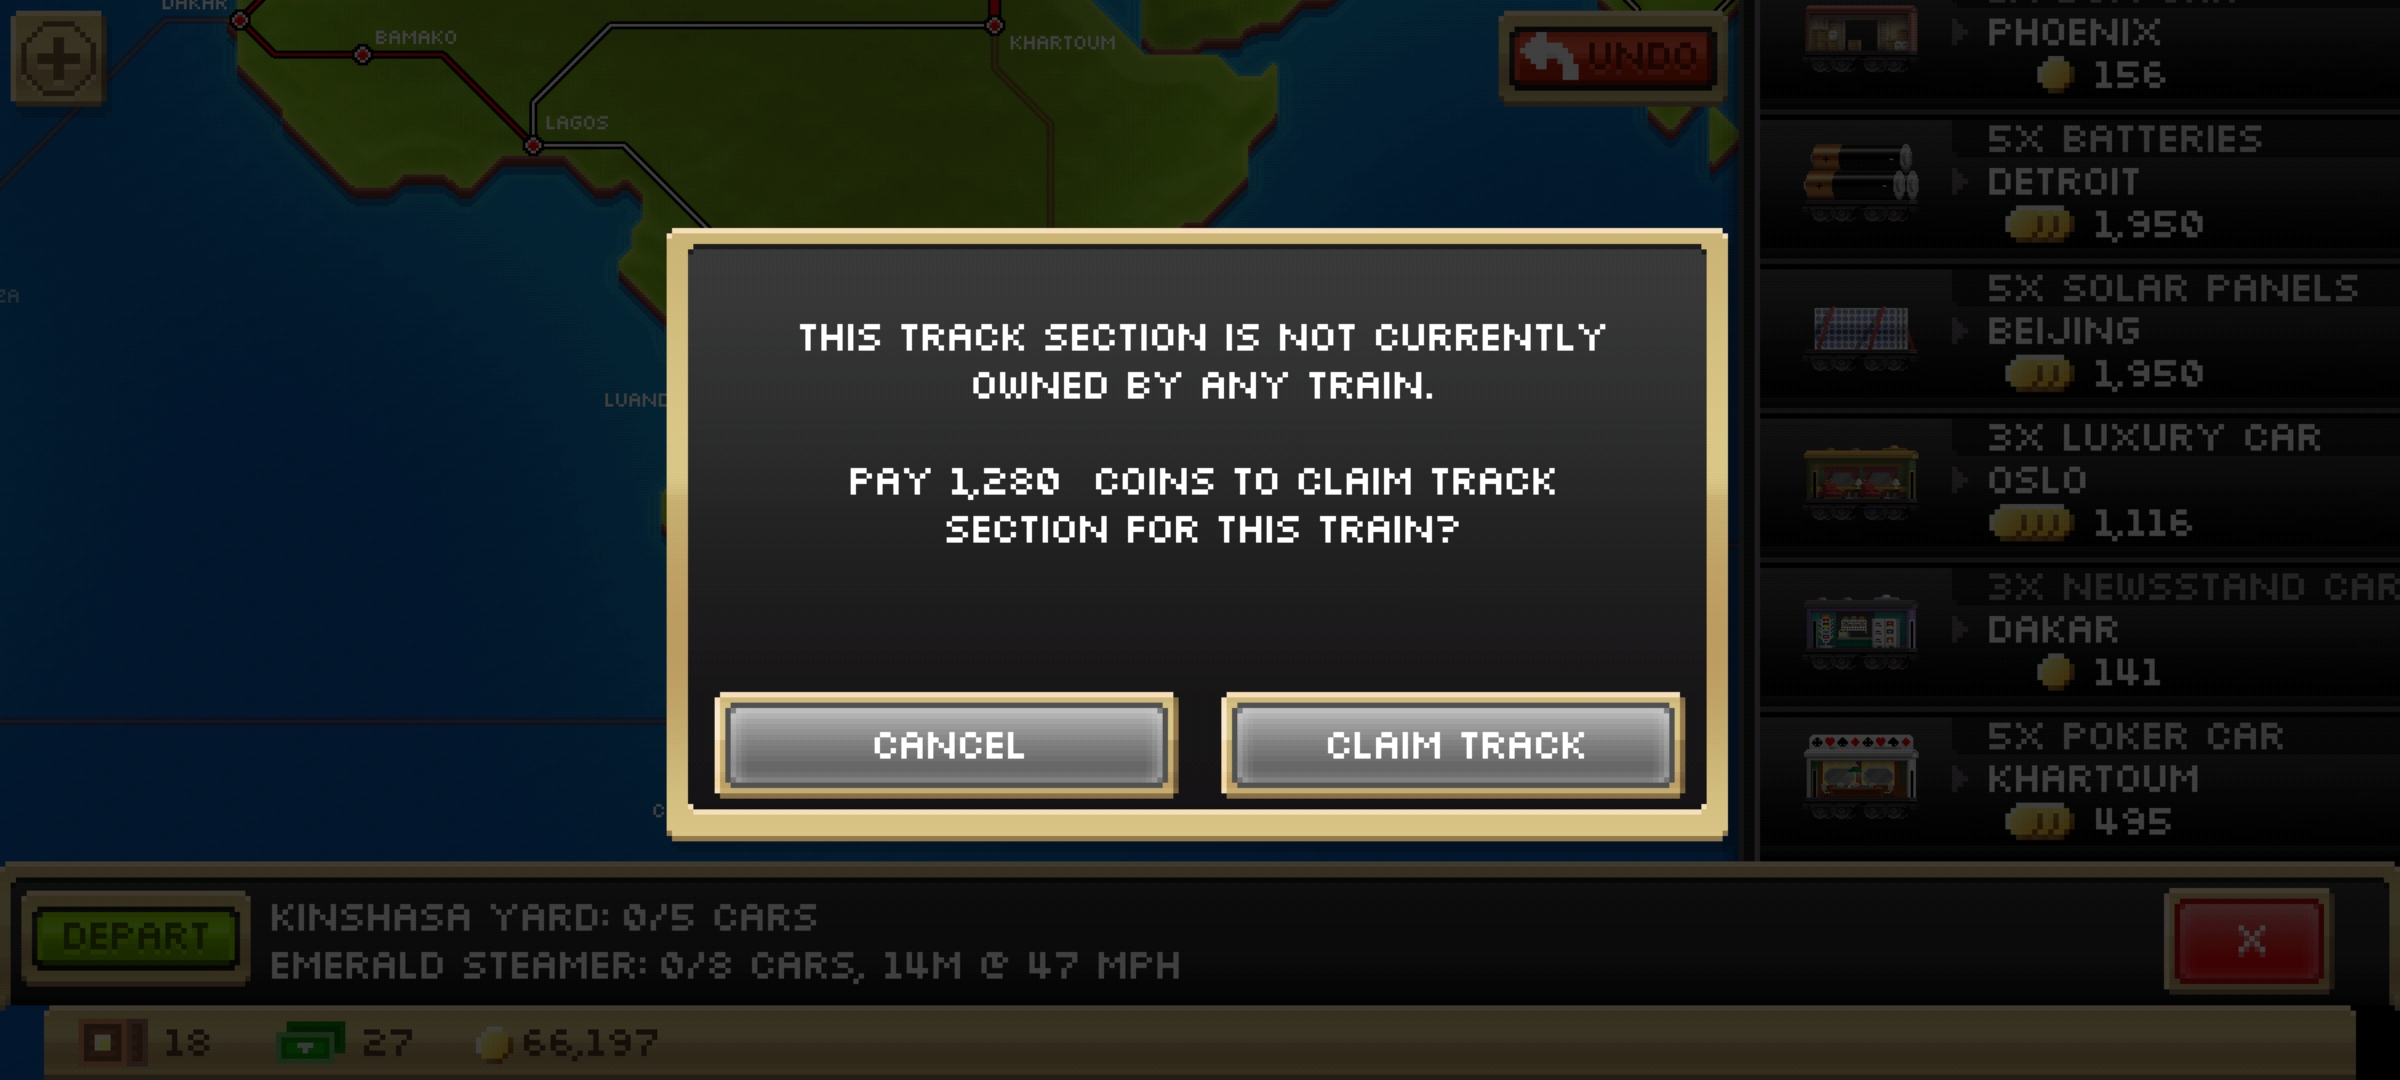 DAKAR
BAMAKO
KHARTOUM
LAGOS
UNDO
ZA
LUAND
THIS TRACK SECTION IS NOT CURRENTLY
OWNED BY ANY TRAIN.
PAY 1,280 COINS TO CLAIM TRACK
SECTION FOR THIS TRAIN?
CANCEL
CLAIM TRACK
C
PHOENIX
156
5X BATTERIES
DETROIT
1,950
5X SOLAR PANELS
BEIJING
1,950
3X LUXURY CAR
OSLO
1,116
3X NEWSSTAND CAR
DAKAR
141
5X POKER CAR
KHARTOUM
495
DEPART
KINSHASA YARD: 0/5 CARS
EMERALD STEAMER: 0/8 CARS, 14M @ 47 MPH
X
18
27
66,197